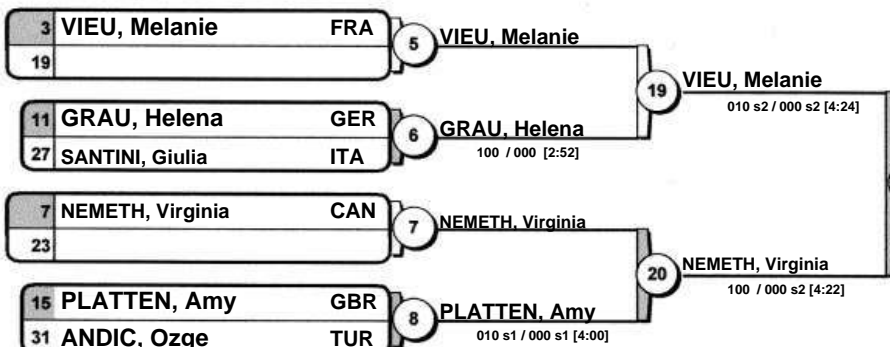 3 VIEU, Melanie FRA
19
5
VIEU, Melanie
11 GRAU, Helena GER
27 SANTINI, Giulia ITA
6
GRAU, Helena
100 / 000 [2:52]
19
VIEU, Melanie
010 s2 / 000 s2 [4:24]
7 NEMETH, Virginia CAN
23
7
NEMETH, Virginia
15 PLATTEN, Amy GBR
31 ANDIC, Ozge TUR
8
PLATTEN, Amy
010 s1 / 000 s1 [4:00]
20
NEMETH, Virginia
100 / 000 s2 [4:22]